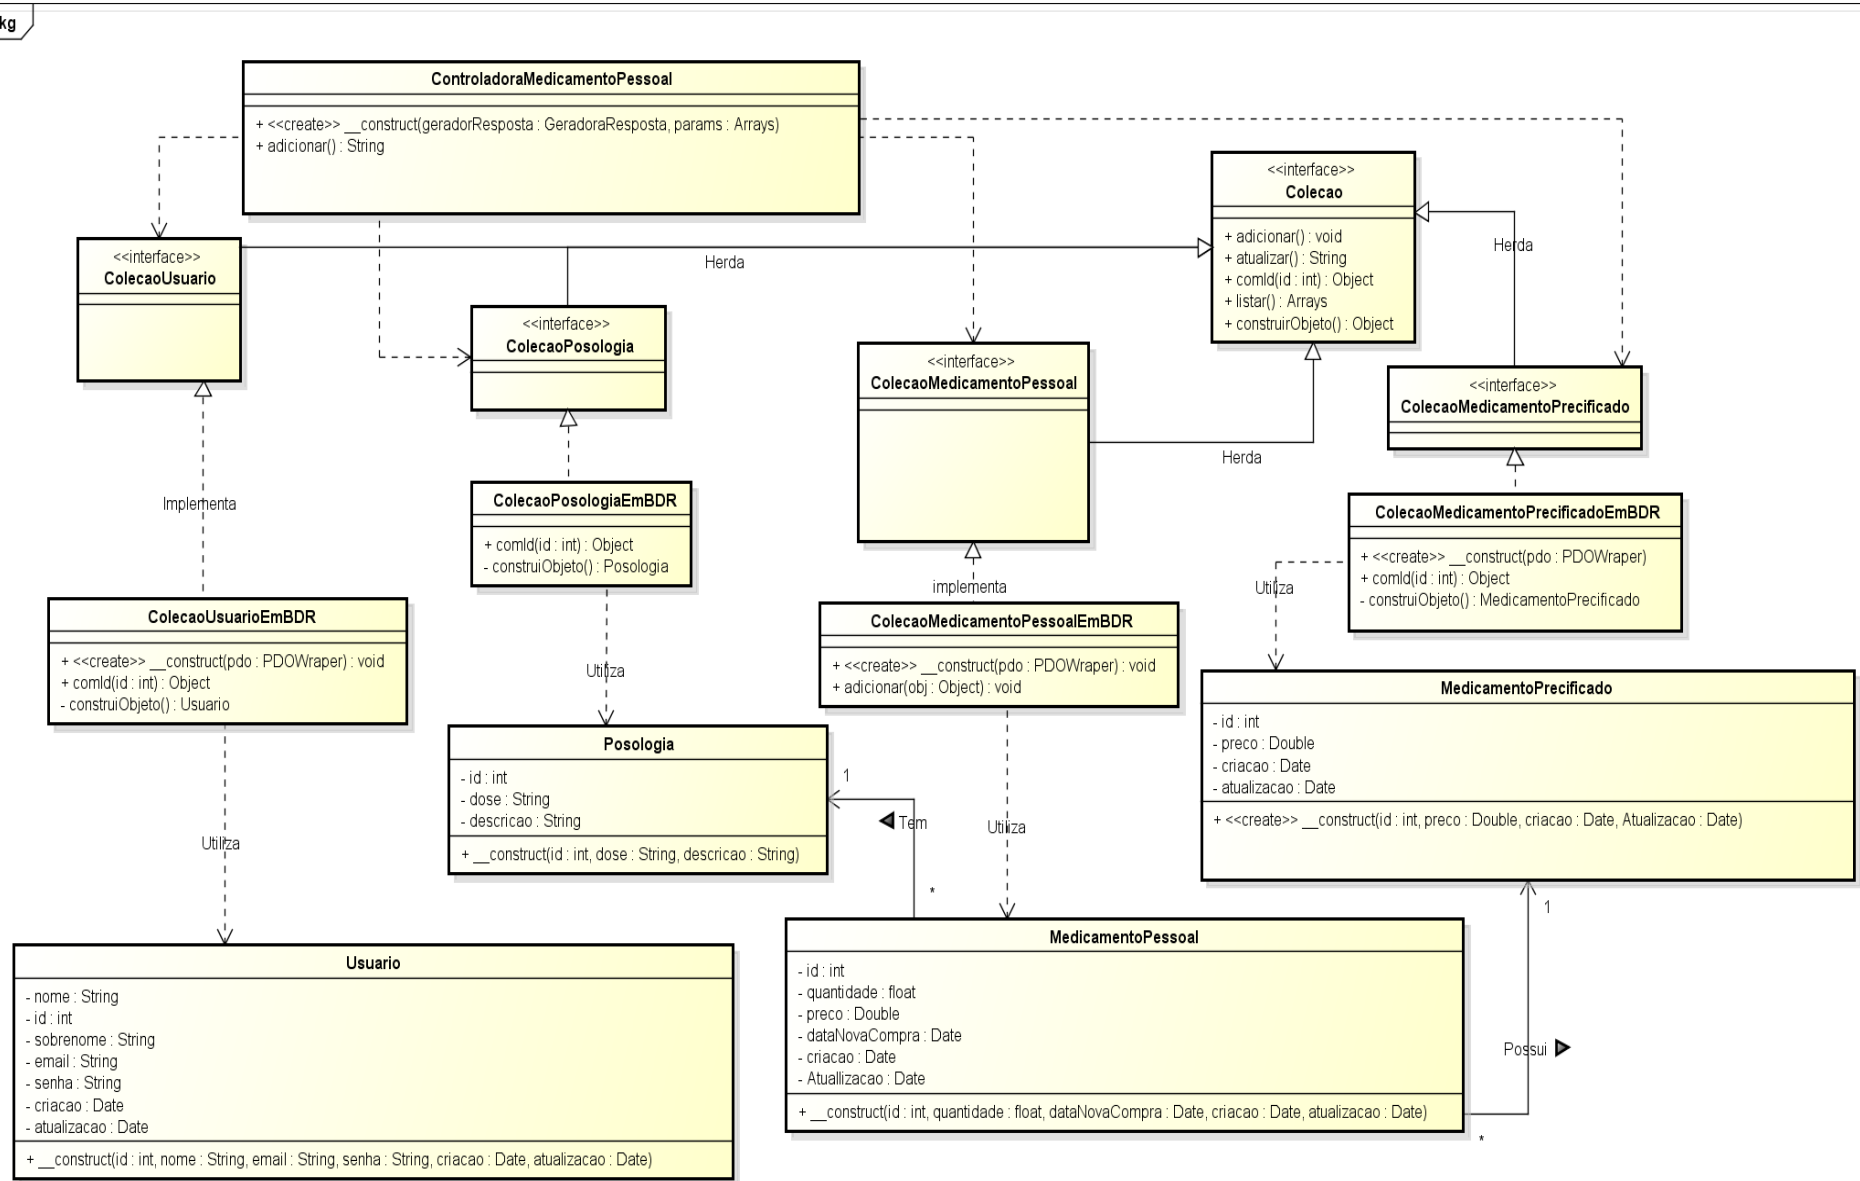 kg
ControladoraMedicamentoPessoal
+ <<create>> __construct(geradorResposta : GeradoraResposta, params : Arrays)
+ adicionar() : String
<<interface>>
Colecao
+ adicionar() : void
+ atualizar() : String
+ comId(id : int) : Object
+ listar() : Arrays
+ construirObjeto() : Object
Herda
<<interface>>
ColecaoUsuario
Herda
<<interface>>
ColecaoPosologia
<<interface>>
ColecaoMedicamentoPessoal
Herda
<<interface>>
ColecaoMedicamentoPrecificado
Implementa
ColecaoPosologiaEmBDR
+ comId(id : int) : Object
- construiObjeto() : Posologia
implementa
ColecaoMedicamentoPrecificadoEmBDR
+ <<create>> __construct(pdo : PDOWraper)
+ comId(id : int) : Object
- construiObjeto() : MedicamentoPrecificado
Utiliza
ColecaoUsuarioEmBDR
+ <<create>> __construct(pdo : PDOWraper) : void
+ comId(id : int) : Object
- construiObjeto() : Usuario
Utiliza
ColecaoMedicamentoPessoalEmBDR
+ <<create>> __construct(pdo : PDOWraper) : void
+ adicionar(obj : Object) : void
MedicamentoPrecificado
- id : int
- preco : Double
- criacao : Date
- atualização : Date
+ <<create>> __construct(id : int, preco : Double, criacao : Date, Atualizacao : Date)
Posologia
- id : int
- dose : String
- descricao : String
+ __construct(id : int, dose : String, descricao : String)
1
Tem
*
Utiliza
Utiliza
1
Possui
*
MedicamentoPessoal
- id : int
- quantidade : float
- preco : Double
- dataNovaCompra : Date
- criacao : Date
- Atuallizacao : Date
+ __construct(id : int, quantidade : float, dataNovaCompra : Date, criacao : Date, atualizacao : Date)
Usuario
- nome : String
- id : int
- sobrenome : String
- email : String
- senha : String
- criacao : Date
- atualizacao : Date
+ __construct(id : int, nome : String, email : String, senha : String, criacao : Date, atualizacao : Date)